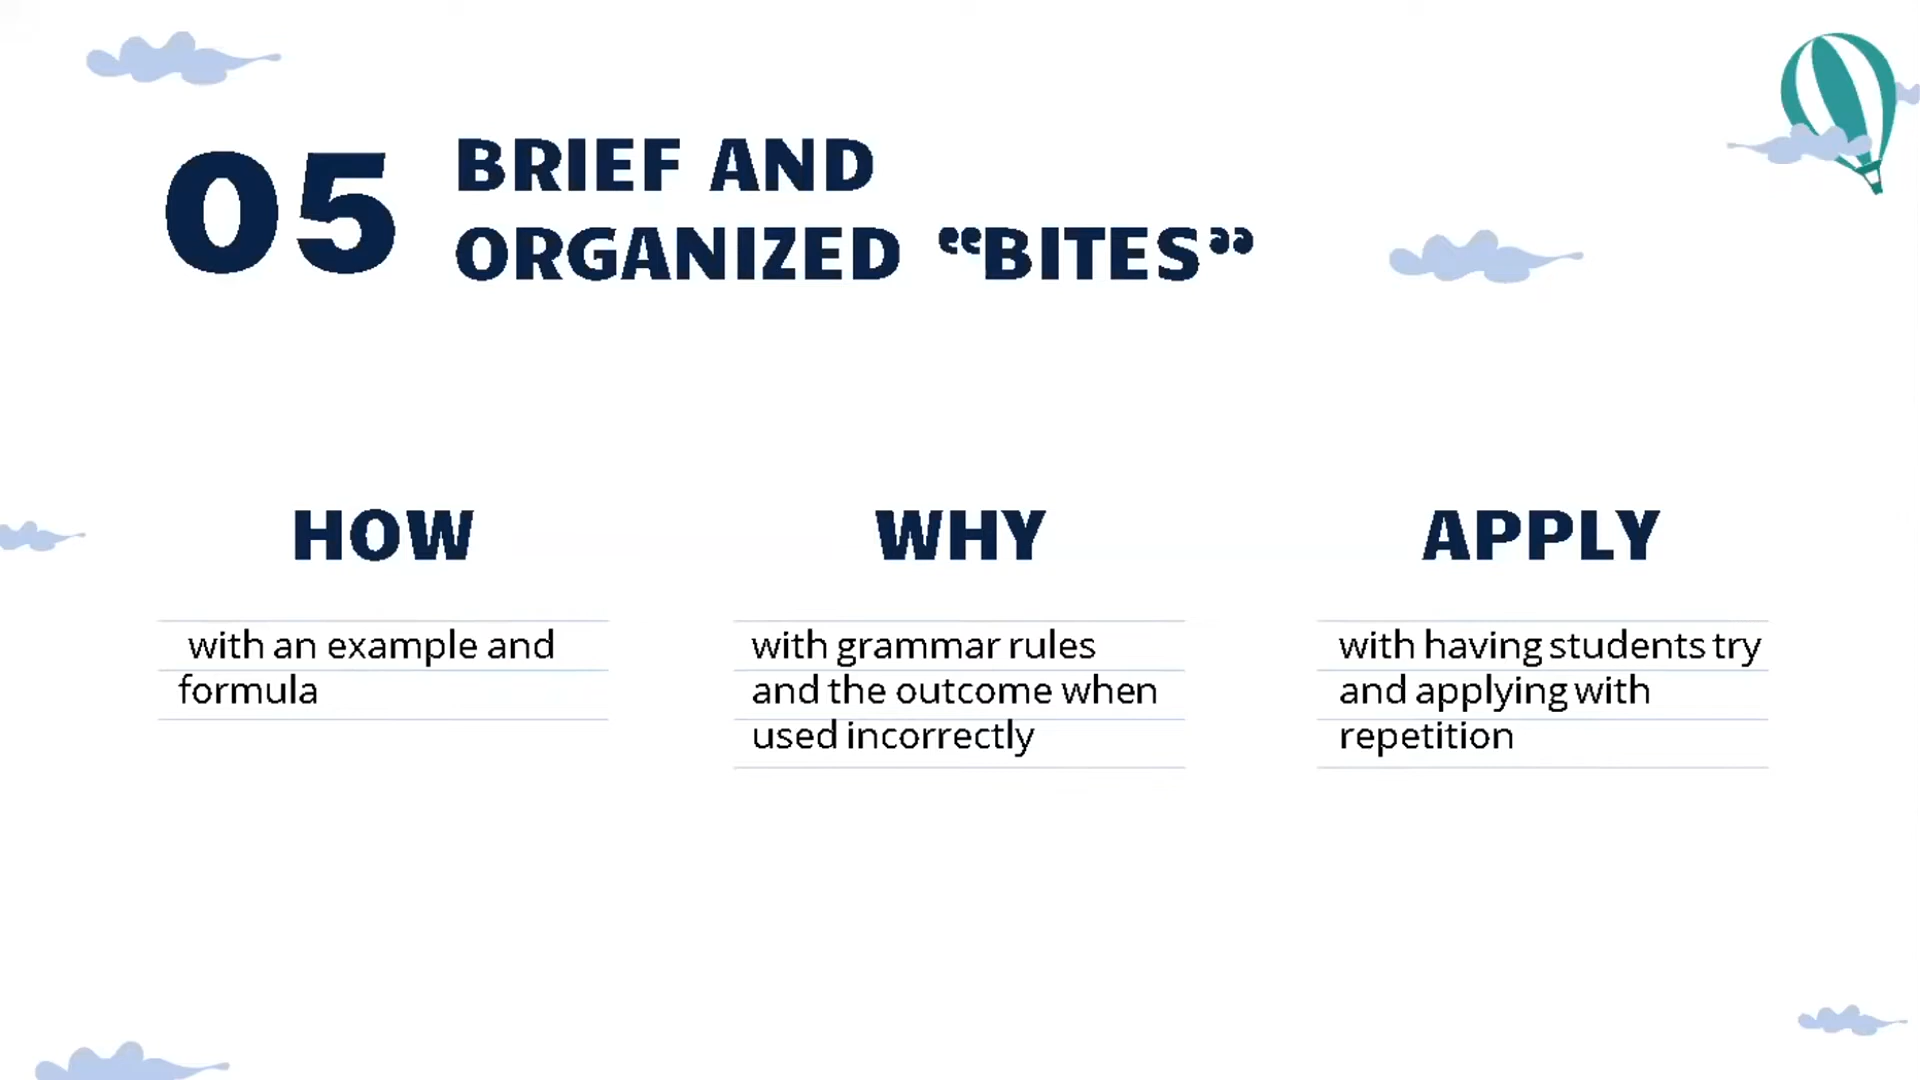 05
BRIEF AND
ORGANIZED “BITES”
HOW
with an example and
formula
WHY
with grammar rules
and the outcome when
used incorrectly
APPLY
with having students try
and applying with
repetition